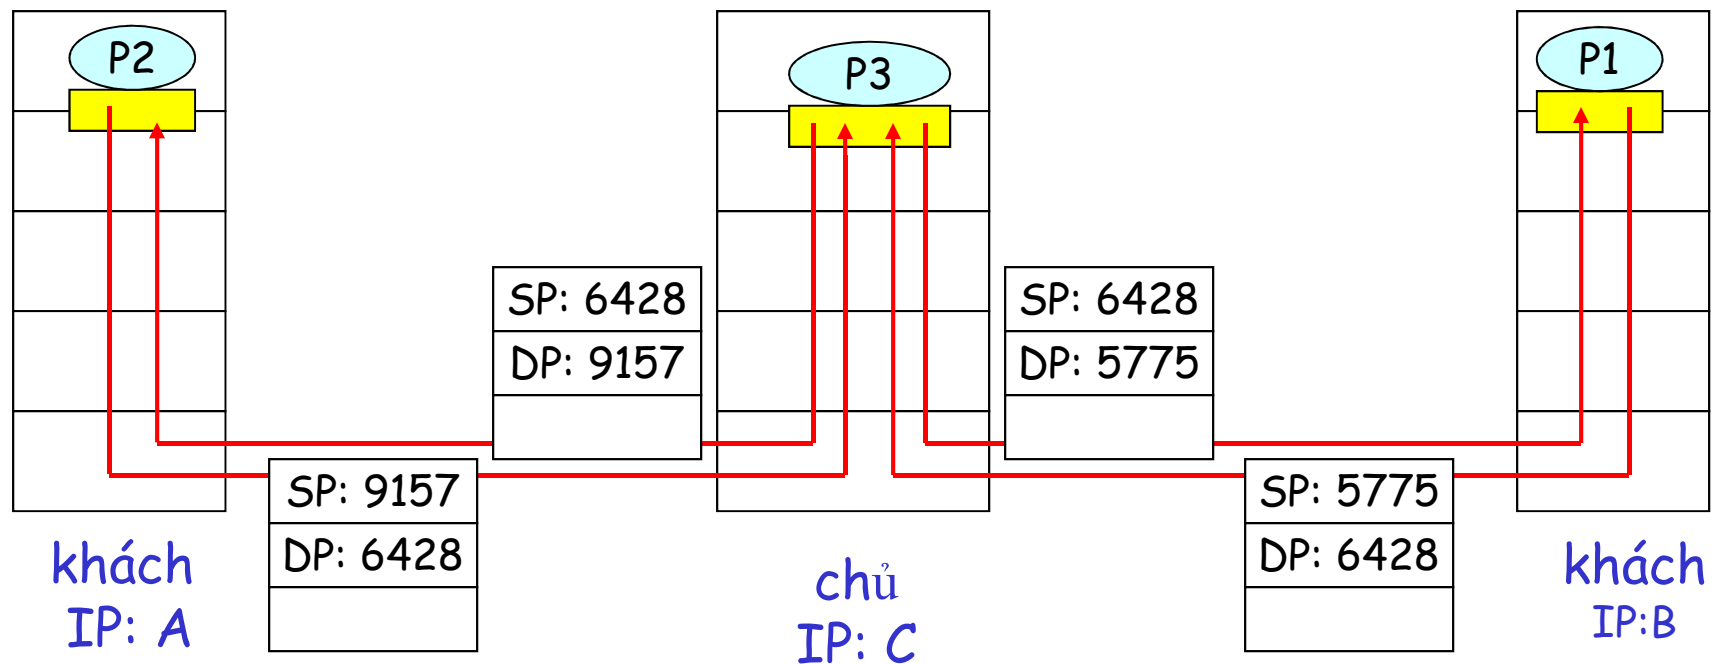 P2
P3
P1
SP: 6428
DP: 9157
SP: 6428
DP: 5775
SP: 9157
DP: 6428
SP: 5775
DP: 6428
khách
IP: A
chủ
IP: C
khách
IP:B